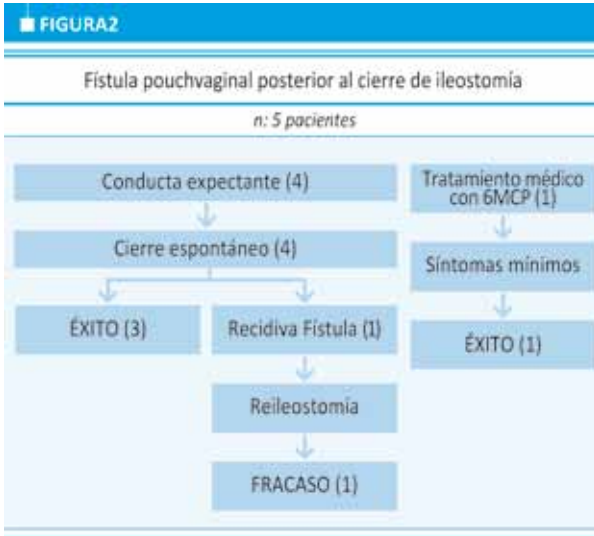 FIGURA2
Fístula pouchvaginal posterior al cierre de ileostomía
n: 5 pacientes
Conducta expectante (4)
Cierre espontáneo (4)
ÉXITO (3)
Recidiva Fístula (1)
Reileostomía
FRACASO (1)
Tratamiento médico
con 6MCP (1)
Síntomas mínimos
ÉXITO (1)